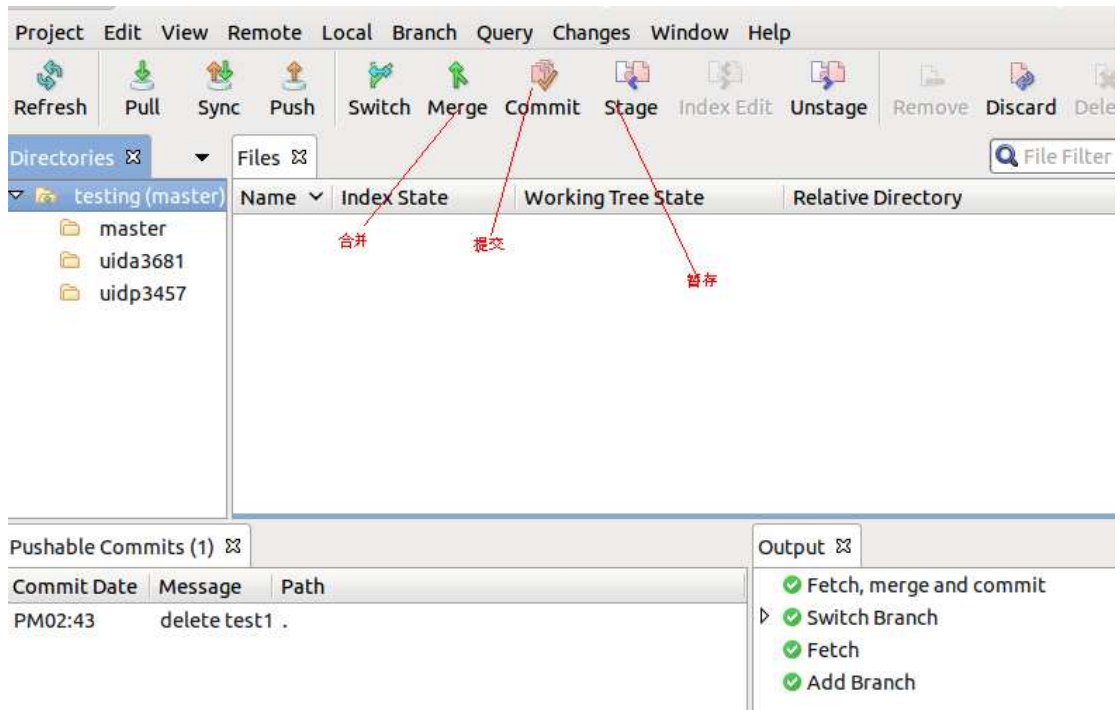 Project Edit View Remote Local Branch Query Changes Window Help
Refresh Pull Sync Push Switch Merge Commit Stage Index Edit Unstage Remove Discard Dele
Directories Files File Filter
testing (master) Name Index State Working Tree State Relative Directory
master
uida3681
uidp3457
合并 提交 暂存
Pushable Commits (1) Output
Commit Date Message Path
PM02:43 delete test1 .
Fetch, merge and commit
Switch Branch
Fetch
Add Branch